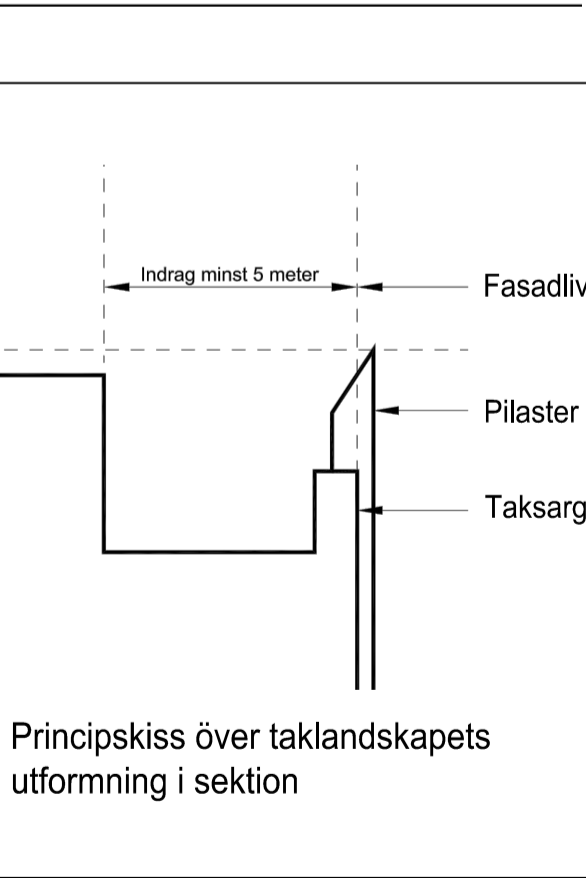 Indrag minst 5 meter
Fasadliv
Pilaster
Taksarg
Principskiss över taklandskapets
utformning i sektion